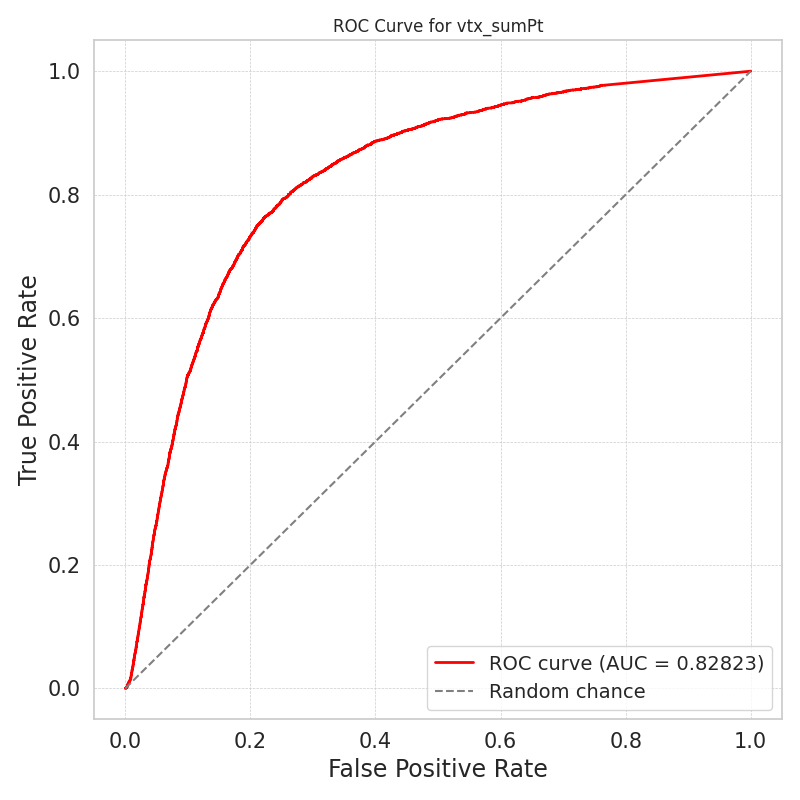 ROC Curve for vtx_sumPt
True Positive Rate
1.0
0.8
0.6
0.4
0.2
0.0
ROC curve (AUC = 0.82823)
Random chance
0.0 0.2 0.4 0.6 0.8 1.0
False Positive Rate